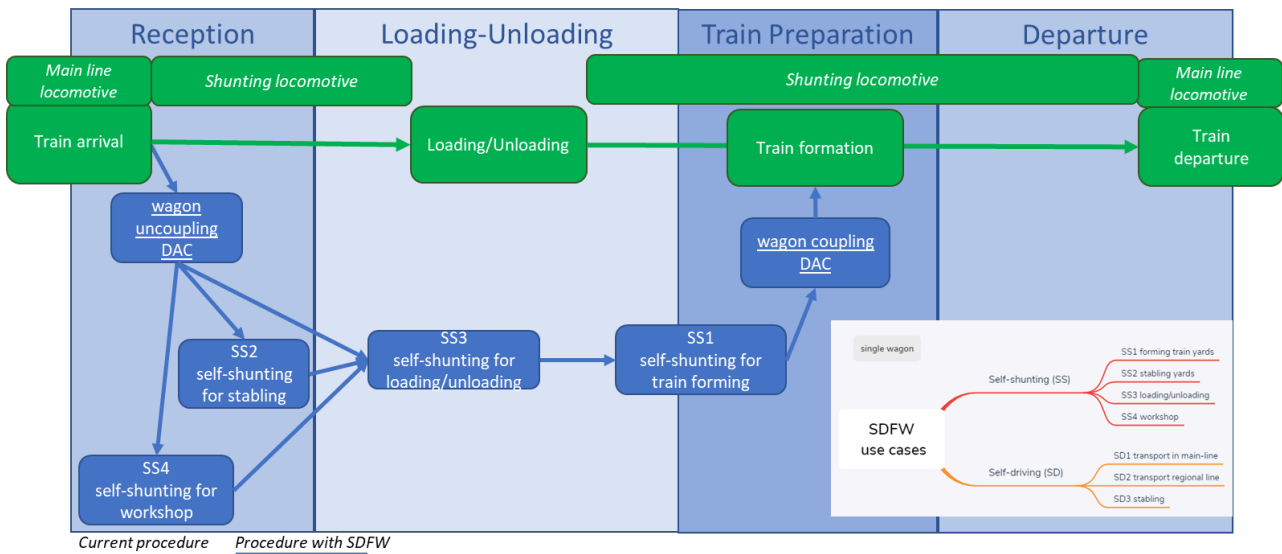 Reception
Loading-Unloading
Train Preparation
Departure
Main line
locomotive
Shunting locomotive
Shunting locomotive
Main line
locomotive
Train arrival
Loading/Unloading
Train formation
Train
departure
wagon
uncoupling
DAC
wagon coupling
DAC
SS2
self-shunting
for stabling
SS3
self-shunting for
loading/unloading
SS1
self-shunting for
train forming
SS4
self-shunting for
workshop
single wagon
SDFW
use cases
Self-shunting (SS)
SS1 forming train yards
SS2 stabling yards
SS3 loading/unloading
SS4 workshop
Self-driving (SD)
SD1 transport in main-line
SD2 transport regional line
SD3 stabling
Current procedure
Procedure with SDFW